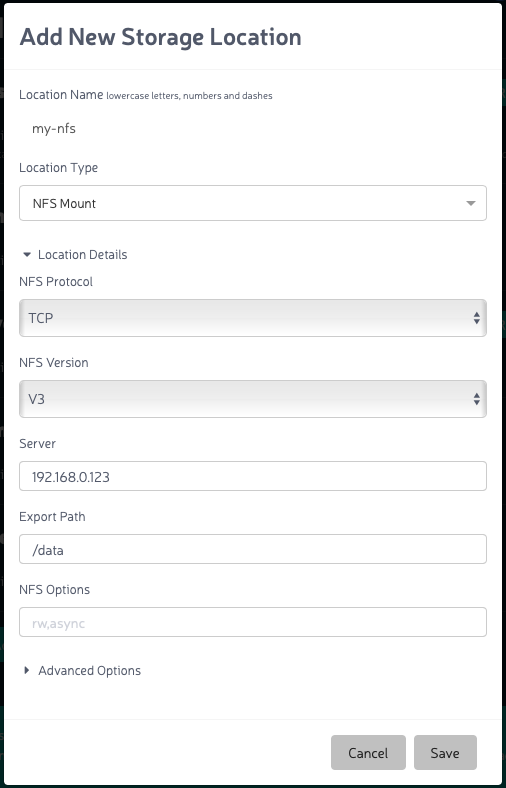 Add New Storage Location
Location Name lowercase letters, numbers and dashes
my-nfs
Location Type
NFS Mount
Location Details
NFS Protocol
TCP
NFS Version
V3
Server
192.168.0.123
Export Path
/data
NFS Options
rw,async
Advanced Options
Cancel Save